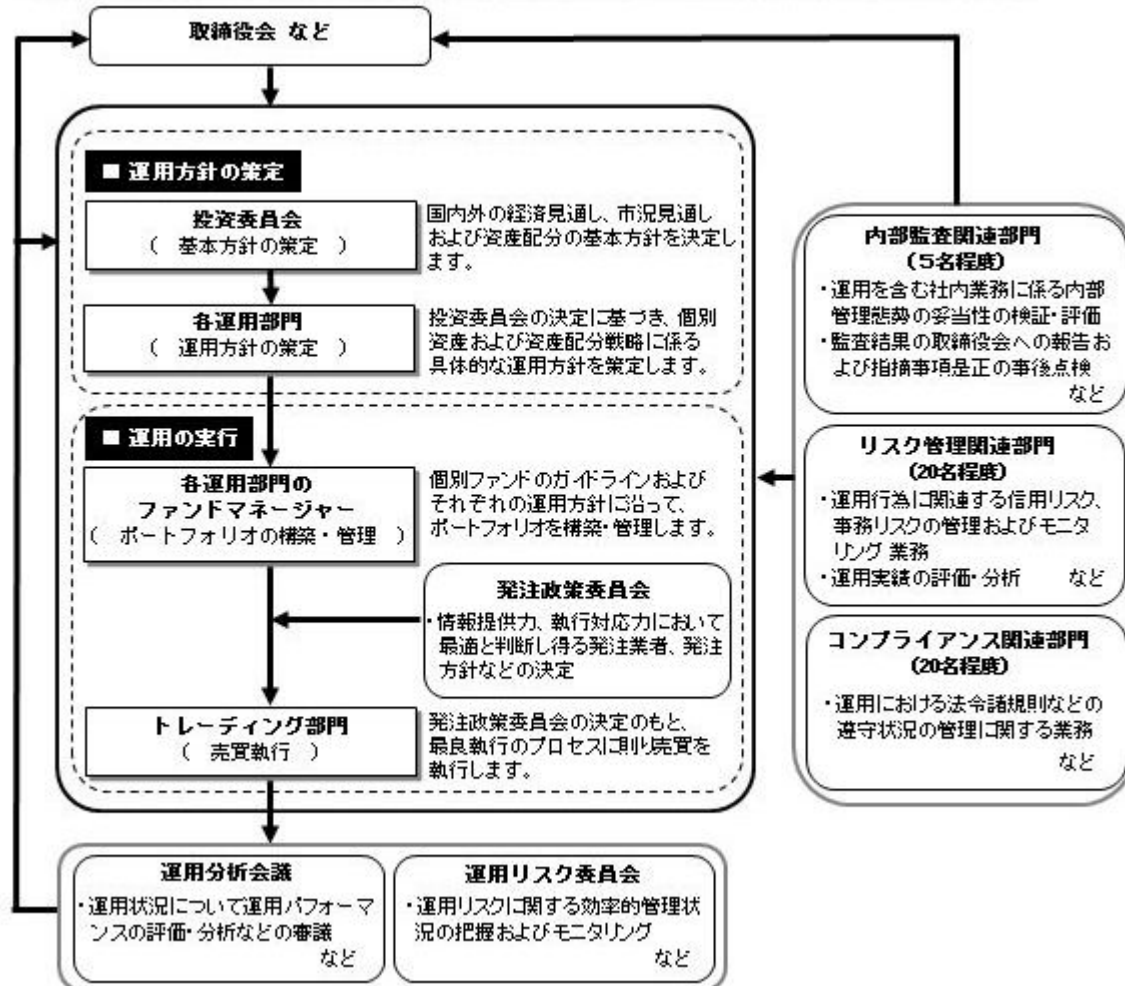 取締役会 など
■ 運用方針の策定
投資委員会
( 基本方針の策定 )
国内外の経済見通し、市況見通し
および資産配分の基本方針を決定し
ます。
各運用部門
( 運用方針の策定 )
投資委員会の決定に基づき、個別
資産および資産配分戦略に係る
具体的な運用方針を策定します。
■ 運用の実行
各運用部門の
ファンドマネージャー
( ポートフォリオの構築・管理 )
個別ファンドのガイドラインおよび
それぞれの運用方針に沿って、
ポートフォリオを構築・管理します。
発注政策委員会
・情報提供力、執行対応力において
最適と判断し得る発注業者、発注
方針などの決定
トレーディング部門
( 売買執行 )
発注政策委員会の決定のもと、
最良執行のプロセスに則り売買を
執行します。
運用分析会議
・運用状況について運用パフォーマ
ンスの評価・分析などの審議
など
運用リスク委員会
・運用リスクに関する効率的管理状
況の把握およびモニタリング
など
内部監査関連部門
(5名程度)
・運用を含む社内業務に係る内部
管理態勢の妥当性の検証・評価
・監査結果の取締役会への報告お
よび指摘事項是正の事後点検
など
リスク管理関連部門
(20名程度)
・運用行為に関連する信用リスク、
事務リスクの管理およびモニタ
リング 業務
・運用実績の評価・分析 など
コンプライアンス関連部門
(20名程度)
・運用における法令諸規則などの
遵守状況の管理に関する業務
など